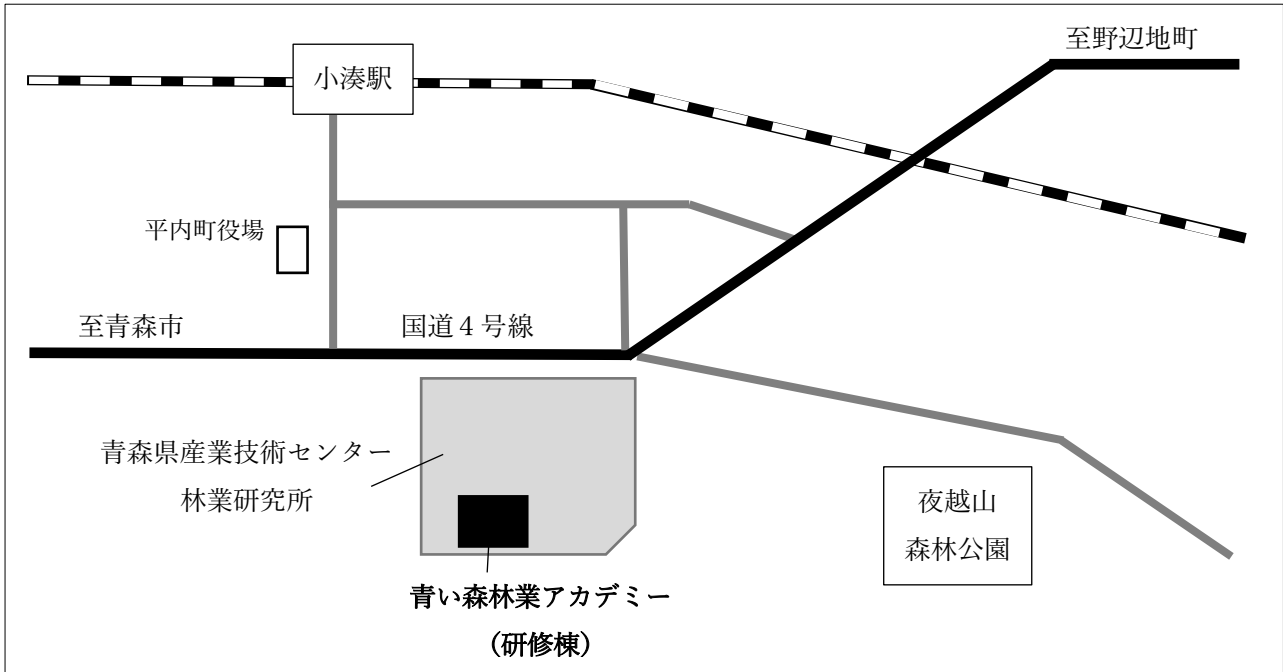 至野辺地町
小湊駅
平内町役場
至青森市
国道４号線
青森県産業技術センター
林業研究所
夜越山
森林公園
青い森林業アカデミー
（研修棟）